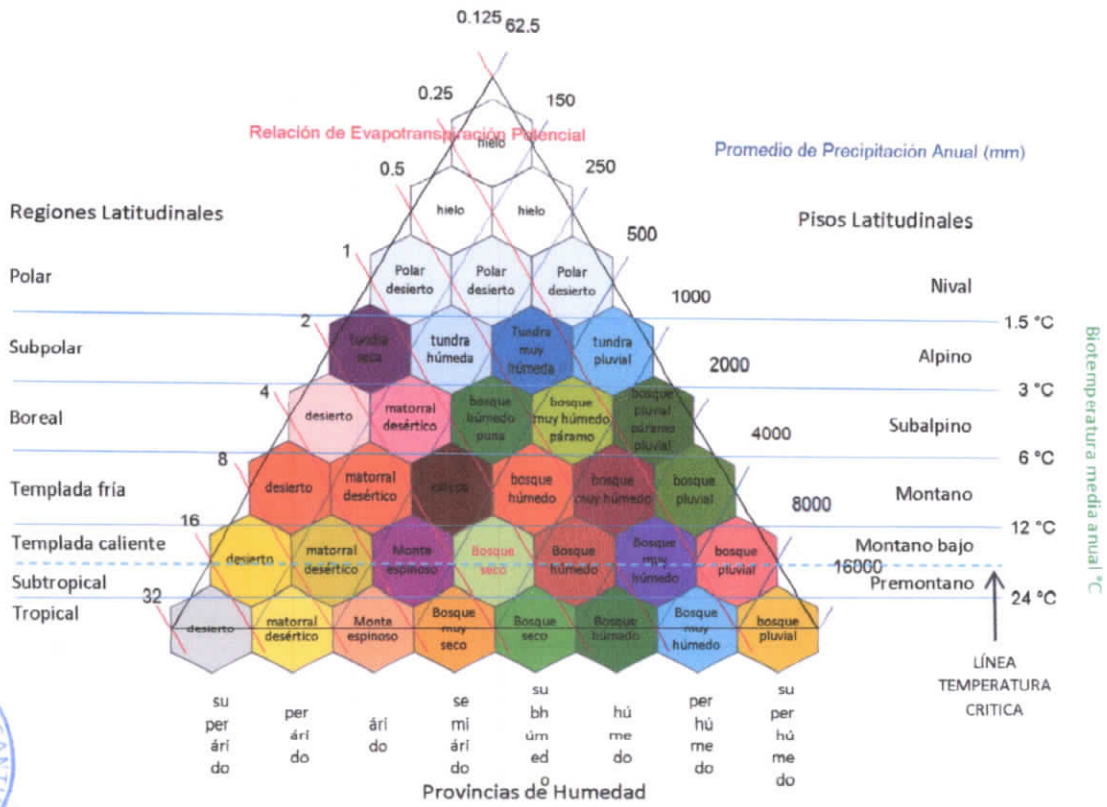 0.125
62.5
0.25
150
Relación de Evapotranspiración Potencial
hielo
Promedio de Precipitación Anual (mm)
0.5
250
Regiones Latitudinales
hielo
hielo
Pisos Latitudinales
500
1
Polar
Polar
desierto
Polar
desierto
Polar
desierto
Nival
1000
2
1.5 °C
Subpolar
tundra
seca
tundra
húmeda
Tundra
muy
húmeda
tundra
pluvial
Alpino
2000
4
3 °C
Boreal
desierto
matorral
desértico
bosque
húmedo
puna
bosque
muy húmedo
páramo
bosque
pluvial
páramo
pluvial
Subalpino
4000
8
6 °C
Templada fría
desierto
matorral
desértico
bosque
húmedo
bosque
muy húmedo
bosque
pluvial
Montano
8000
16
12 °C
Templada caliente
desierto
matorral
desértico
Monte
espinoso
Bosque
seco
Bosque
húmedo
Bosque
muy
húmedo
bosque
pluvial
Montano bajo
16000
Subtropical
Premontano
32
24 °C
Tropical
desierto
matorral
desértico
Monte
espinoso
Bosque
muy
seco
Bosque
seco
Bosque
húmedo
Bosque
muy
húmedo
bosque
pluvial
Biotemperatura media anual °C
LÍNEA
TEMPERATURA
CRITICA
su
per
ári
do
per
ári
do
ári
do
se
mi
ári
do
su
bh
úm
ed
o
hú
me
do
per
hú
me
do
su
per
hú
me
do
Provincias de Humedad